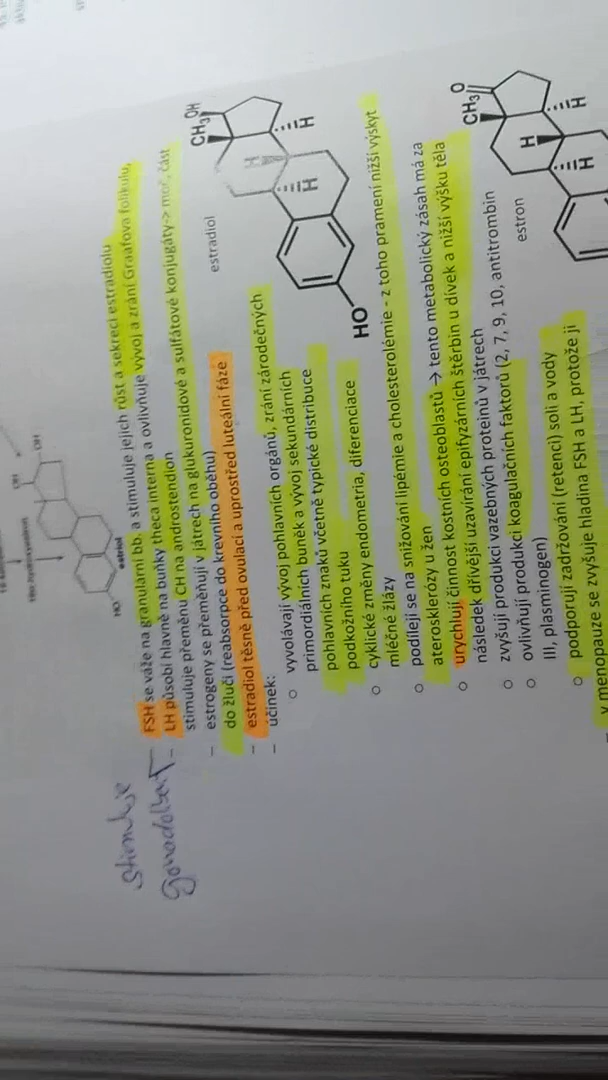 OH
OH
HO
estriol
stimuluje
FSH se váže na granulární bb. a stimuluje jejich růst a sekreci estradiolu
– LH působí hlavně na buňky theca interna a ovlivňuje vývoj a zrání Graafova folikulu,
stimuluje přeměnu CH na androstendion
– estrogeny se přeměňují v játrech na glukuronidové a sulfátové konjugáty-> moč, část
do žluči (reabsorpce do krevního oběhu)
– estradiol těsně před ovulací a uprostřed luteální fáze
– účinek:
estradiol
CH₃
OH
H
H
H
HO
○ vyvolávají vývoj pohlavních orgánů, zrání zárodečných
primordiálních buněk a vývoj sekundárních
pohlavních znaků včetně typické distribuce
podkožního tuku
○ cyklické změny endometria, diferenciace
mléčné žlázy
○ podílejí se na snižování lipémie a cholesterolémie - z toho pramení nižší výskyt
aterosklerózy u žen
○ urychlují činnost kostních osteoblastů → tento metabolický zásah má za
následek dřívější uzavírání epifyzárních štěrbin u dívek a nižší výšku těla
○ zvyšují produkci vazebných proteinů v játrech
○ ovlivňují produkci koagulačních faktorů (2, 7, 9, 10, antitrombin
III, plasminogen)
estron
CH₃
O
H
H
H
○ podporují zadržování (retenci) soli a vody
– v menopauze se zvyšuje hladina FSH a LH, protože ji